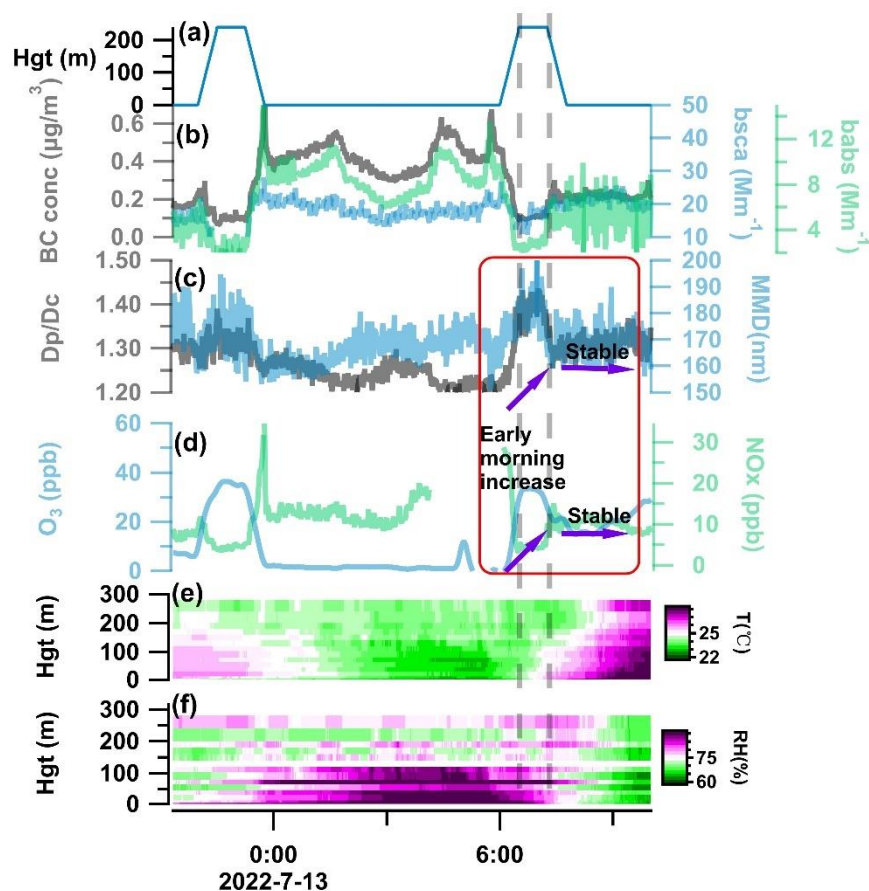 (a)
Hgt (m)
200
100
0
(b)
BC conc (µg/m³)
0.6
0.4
0.2
0.0
50
40
30
20
10
bsca (Mm⁻¹)
12
8
4
babs (Mm⁻¹)
(c)
Dp/Dc
1.50
1.40
1.30
1.20
200
190
180
170
160
150
MMD(nm)
Stable
(d)
O₃ (ppb)
60
40
20
0
Early
morning
increase
Stable
30
20
10
0
NOx (ppb)
(e)
Hgt (m)
300
200
100
0
25
22
T(℃)
(f)
Hgt (m)
300
200
100
0
75
60
RH(%)
0:00
6:00
2022-7-13